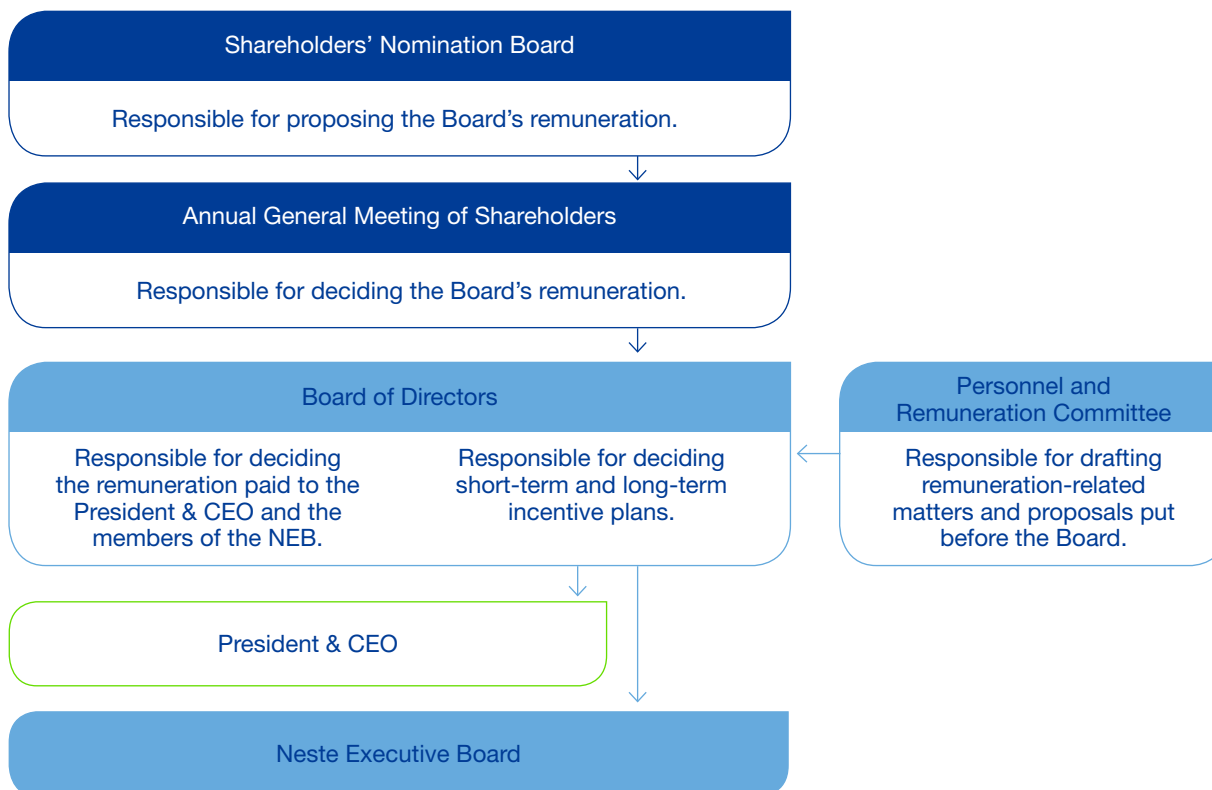 Shareholders’ Nomination Board
Responsible for proposing the Board’s remuneration.
Annual General Meeting of Shareholders
Responsible for deciding the Board’s remuneration.
Board of Directors
Responsible for deciding
the remuneration paid to the
President & CEO and the
members of the NEB.
Responsible for deciding
short-term and long-term
incentive plans.
Personnel and
Remuneration Committee
Responsible for drafting
remuneration-related
matters and proposals put
before the Board.
President & CEO
Neste Executive Board